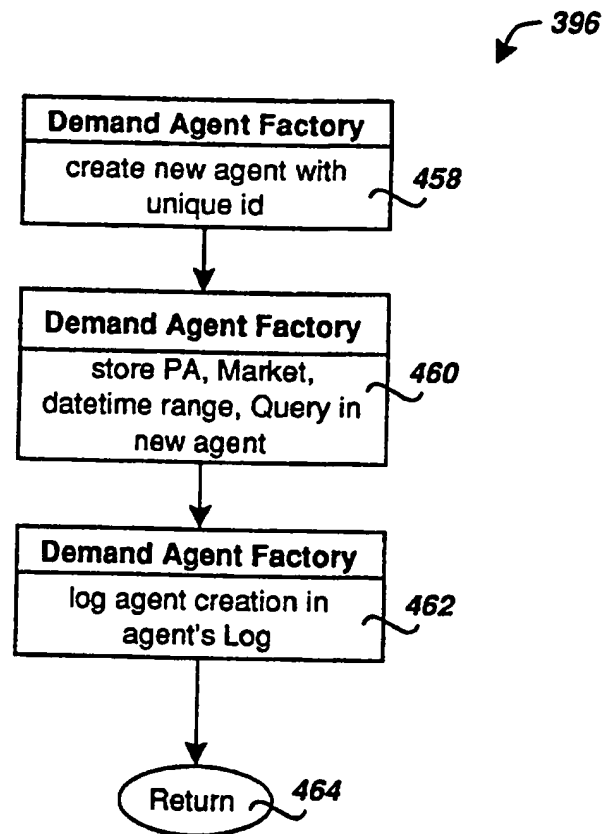 396
Demand Agent Factory
create new agent with
unique id
458
Demand Agent Factory
store PA, Market,
datetime range, Query in
new agent
460
Demand Agent Factory
log agent creation in
agent's Log
462
Return
464